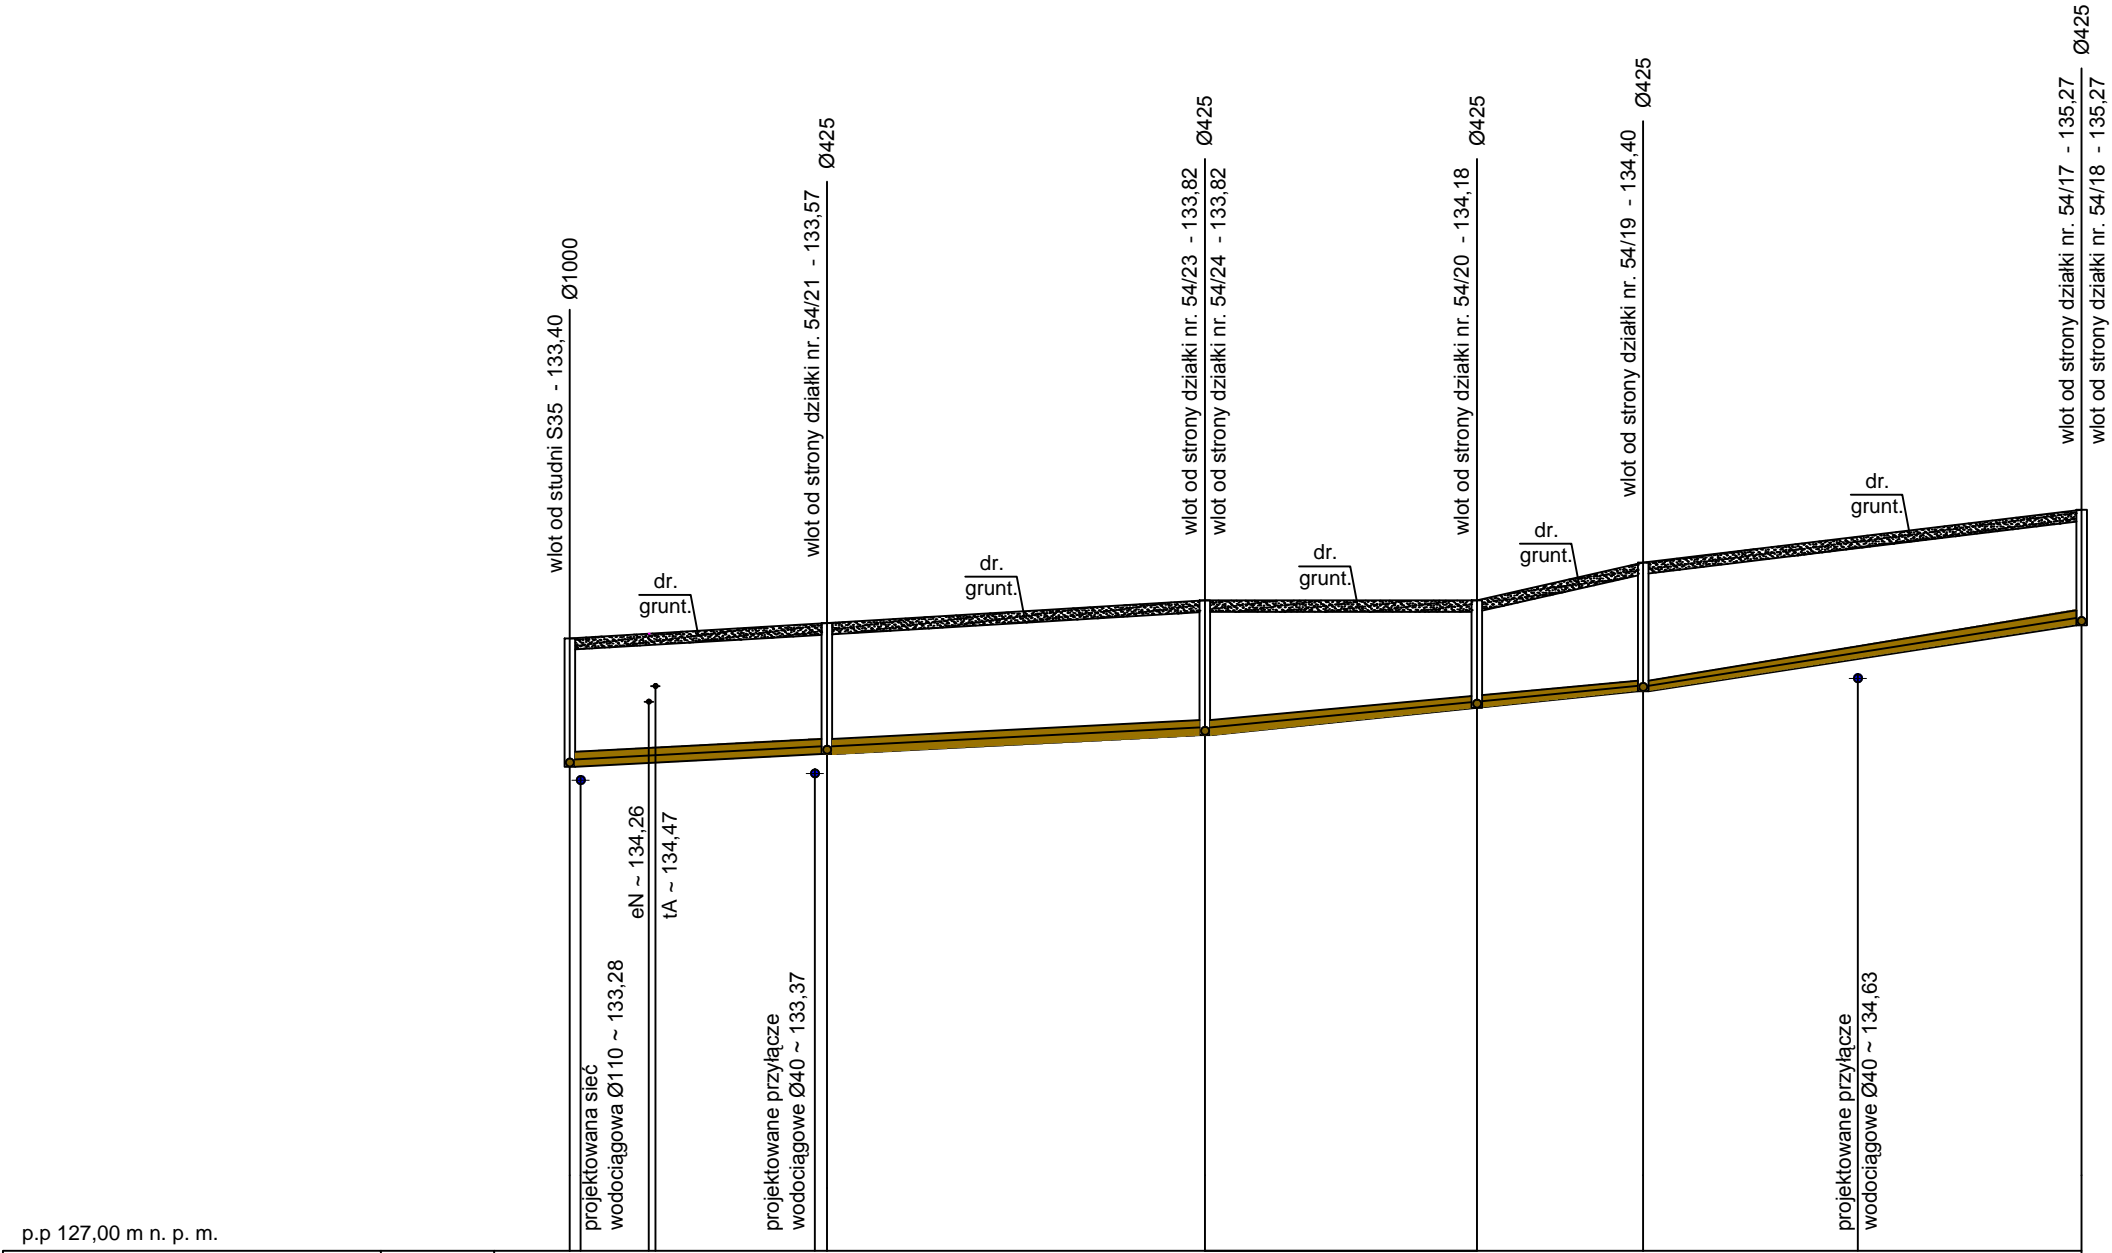 Ø1000
wlot od studni S35 - 133,40
Ø425
wlot od strony działki nr. 54/21 - 133,57
Ø425
wlot od strony działki nr. 54/23 - 133,82
wlot od strony działki nr. 54/24 - 133,82
Ø425
wlot od strony działki nr. 54/20 - 134,18
Ø425
wlot od strony działki nr. 54/19 - 134,40
Ø425
wlot od strony działki nr. 54/17 - 135,27
wlot od strony działki nr. 54/18 - 135,27
dr.
grunt.
dr.
grunt.
dr.
grunt.
dr.
grunt.
dr.
grunt.
eN ~ 134,26
tA ~ 134,47
projektowana sieć
wodociągowa Ø110 ~ 133,28
projektowane przyłącze
wodociągowe Ø40 ~ 133,37
projektowane przyłącze
wodociągowe Ø40 ~ 134,63
p.p 127,00 m n. p. m.